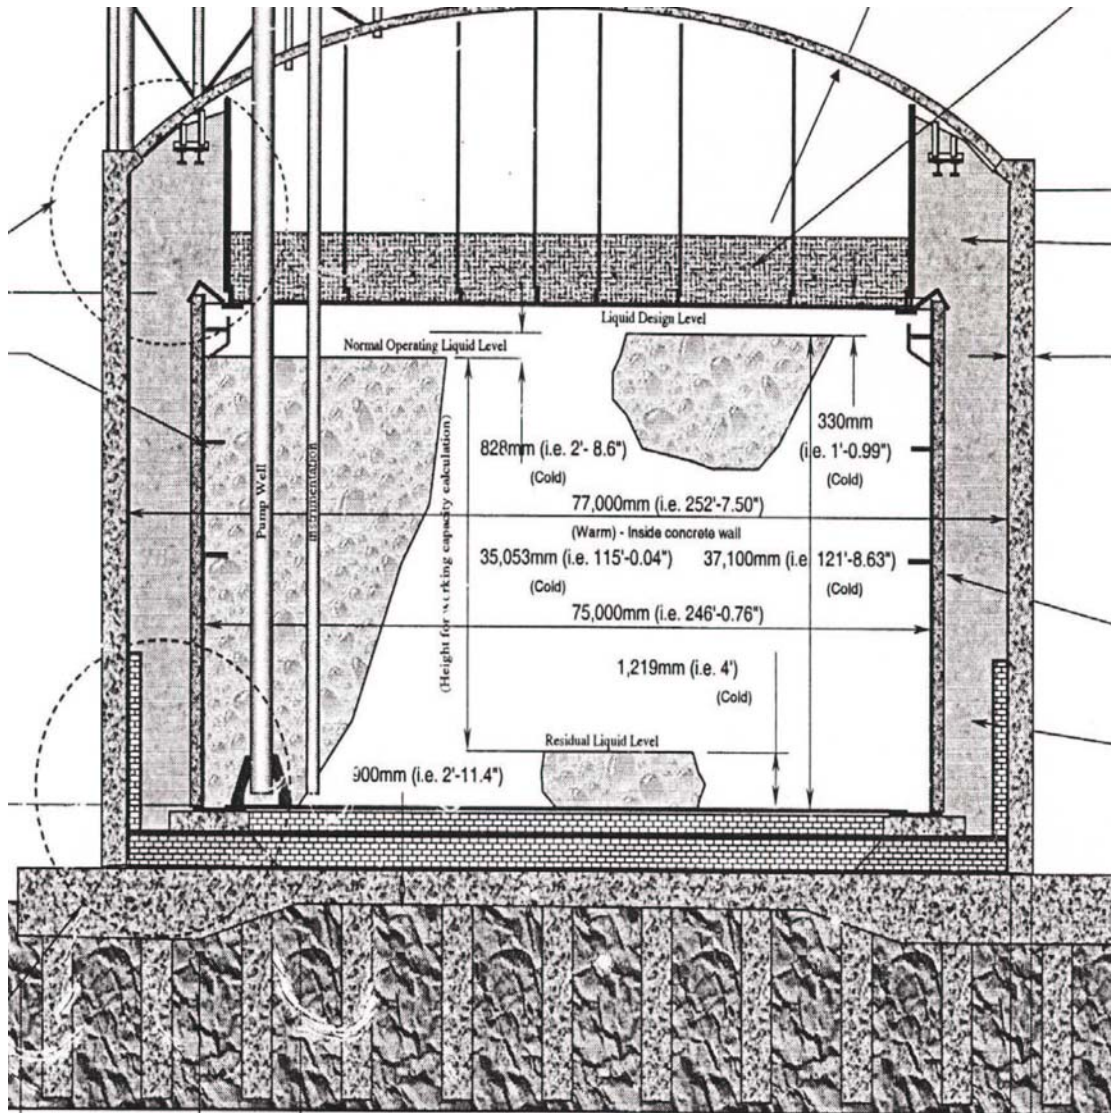 Liquid Design Level
Normal Operating Liquid Level
330mm
828mm (i.e. 2'- 8.6")
(i.e. 1'-0.99")
(Cold)
(Cold)
Pump Well
Instrumentation
(Height for working capacity calculation)
77,000mm (i.e. 252'-7.50")
(Warm) - Inside concrete wall
35,053mm (i.e. 115'-0.04")
37,100mm (i.e. 121'-8.63")
(Cold)
(Cold)
75,000mm (i.e. 246'-0.76")
1,219mm (i.e. 4')
(Cold)
Residual Liquid Level
900mm (i.e. 2'-11.4")